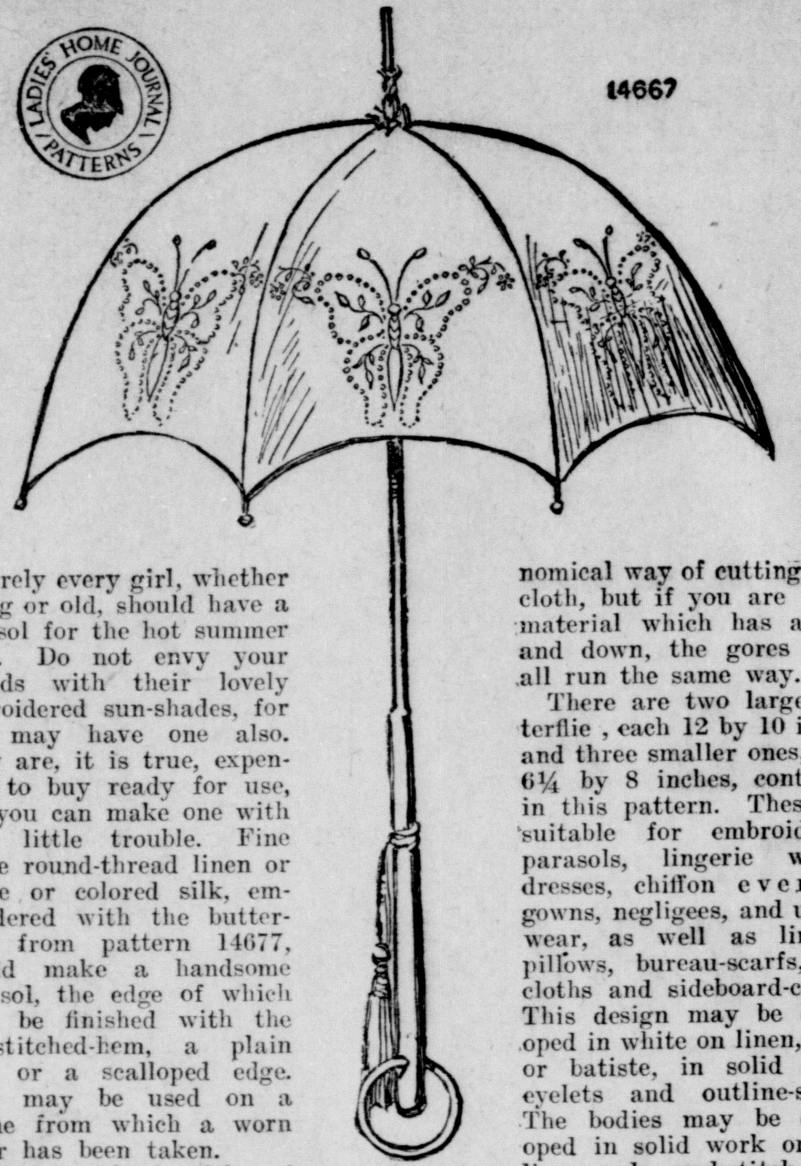 LADIES' HOME JOURNAL
PATTERNS
14667
rely every girl, whether
g or old, should have a
sol for the hot summer
. Do not envy your
ds with their lovely
oidered sun-shades, for
may have one also.
are, it is true, expen-
to buy ready for use,
you can make one with
little trouble. Fine
e round-thread linen or
e or colored silk, em-
dered with the butter-
from pattern 14677,
d make a handsome
sol, the edge of which
be finished with the
stitched-hem, a plain
or a scalloped edge.
may be used on a
e from which a worn
r has been taken.
nomical way of cutting
cloth, but if you are
material which has a
and down, the gores
all run the same way.
There are two large
terflie , each 12 by 10 i
and three smaller ones,
6¼ by 8 inches, cont
in this pattern. Thes
suitable for embroid
parasols, lingerie w
dresses, chiffon ever
gowns, negligees, and u
wear, as well as lin
pillows, bureau-scarfs,
cloths and sideboard-c
This design may be
oped in white on linen,
or batiste, in solid
eyelets and outline-s
The bodies may be
oped in solid work or